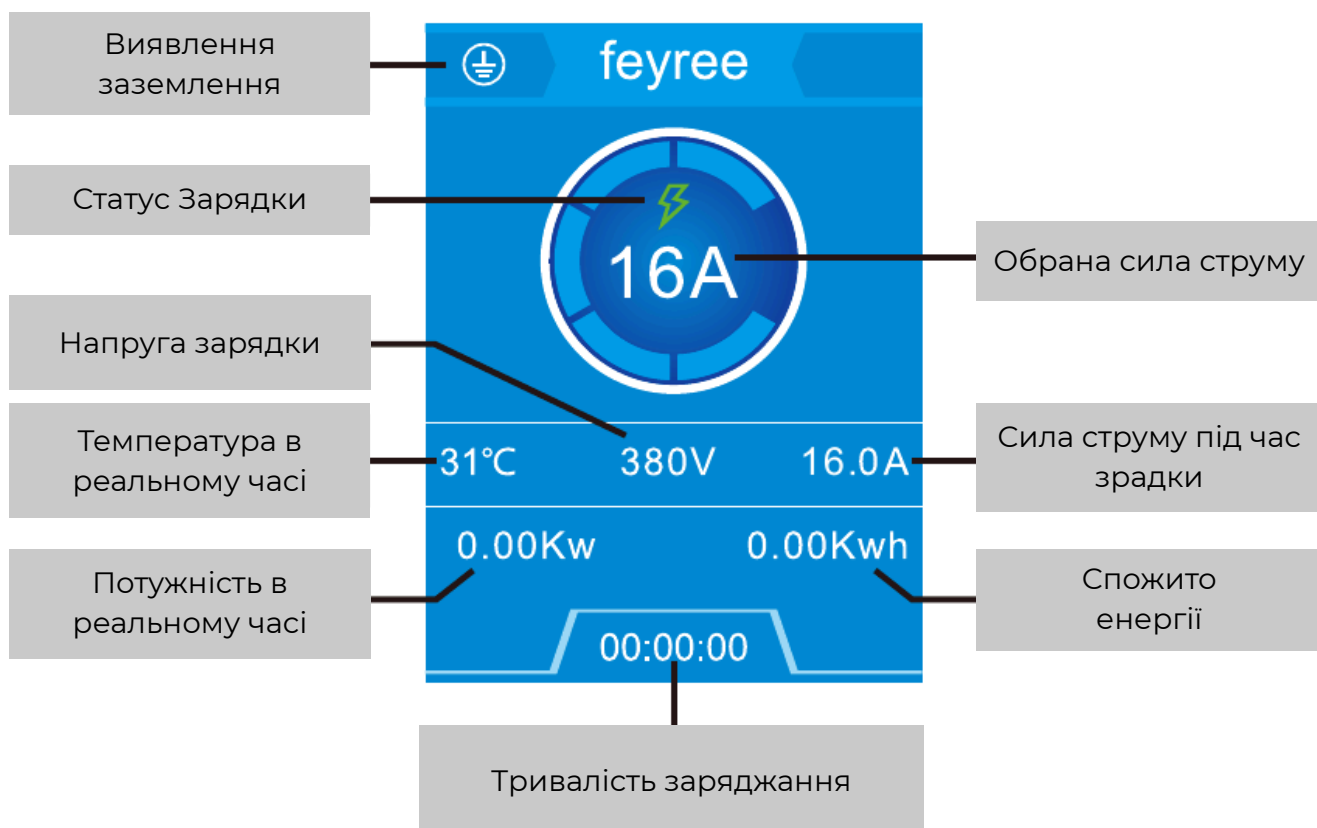 Виявлення
заземлення
feyree
Статус Зарядки
16A
Обрана сила струму
Напруга зарядки
Температура в
реальному часі
31℃
380V
16.0A
Сила струму під час
зрадки
0.00Kw
0.00Kwh
Потужність в
реальному часі
Спожито
енергії
00:00:00
Тривалість заряджання